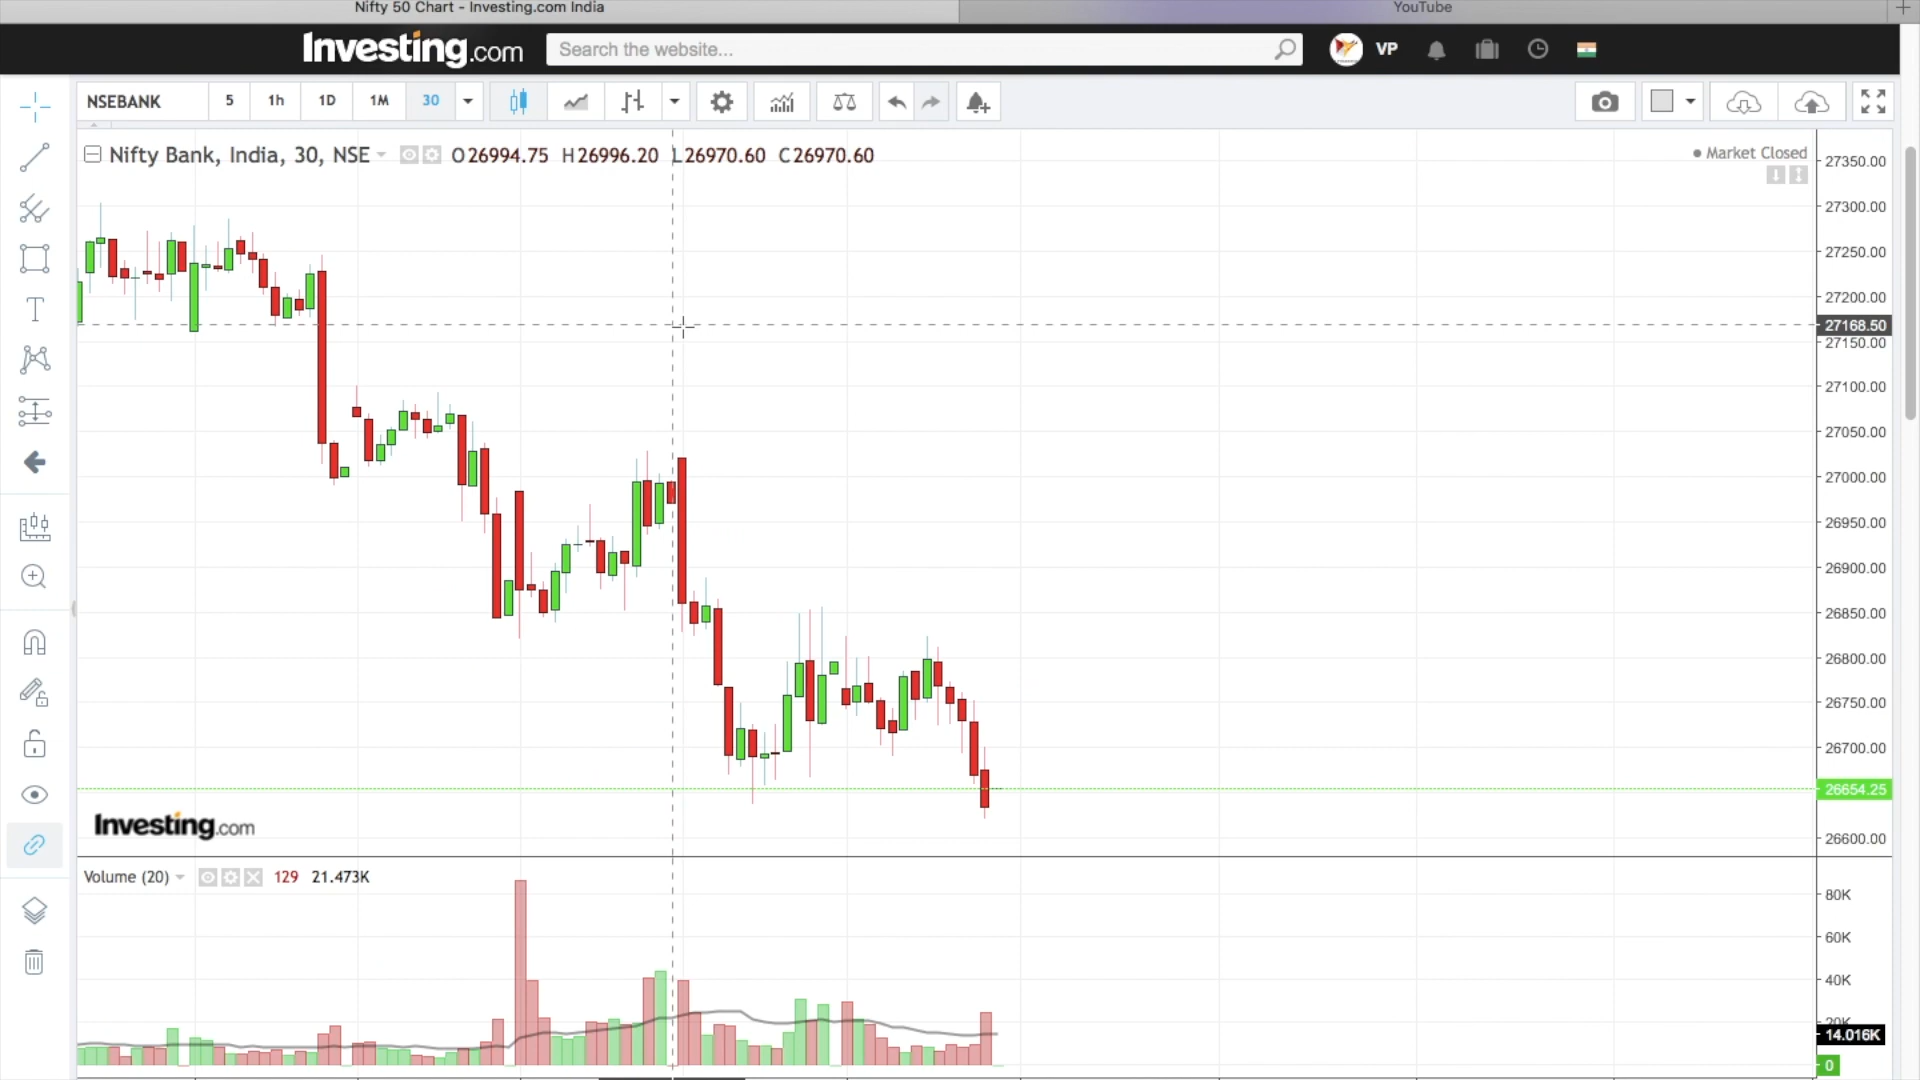 Nifty 50 Chart - Investing.com India
YouTube
Investing.com
Search the website...
VP
NSEBANK
5
1h
1D
1M
30
Nifty Bank, India, 30, NSE
O26994.75 H26996.20 L26970.60 C26970.60
Market Closed
27350.00
27300.00
27250.00
27200.00
27168.50
27150.00
27100.00
27050.00
27000.00
26950.00
26900.00
26850.00
26800.00
26750.00
26700.00
26654.25
26600.00
Investing.com
Volume (20)
129 21.473K
80K
60K
40K
20K
14.016K
0